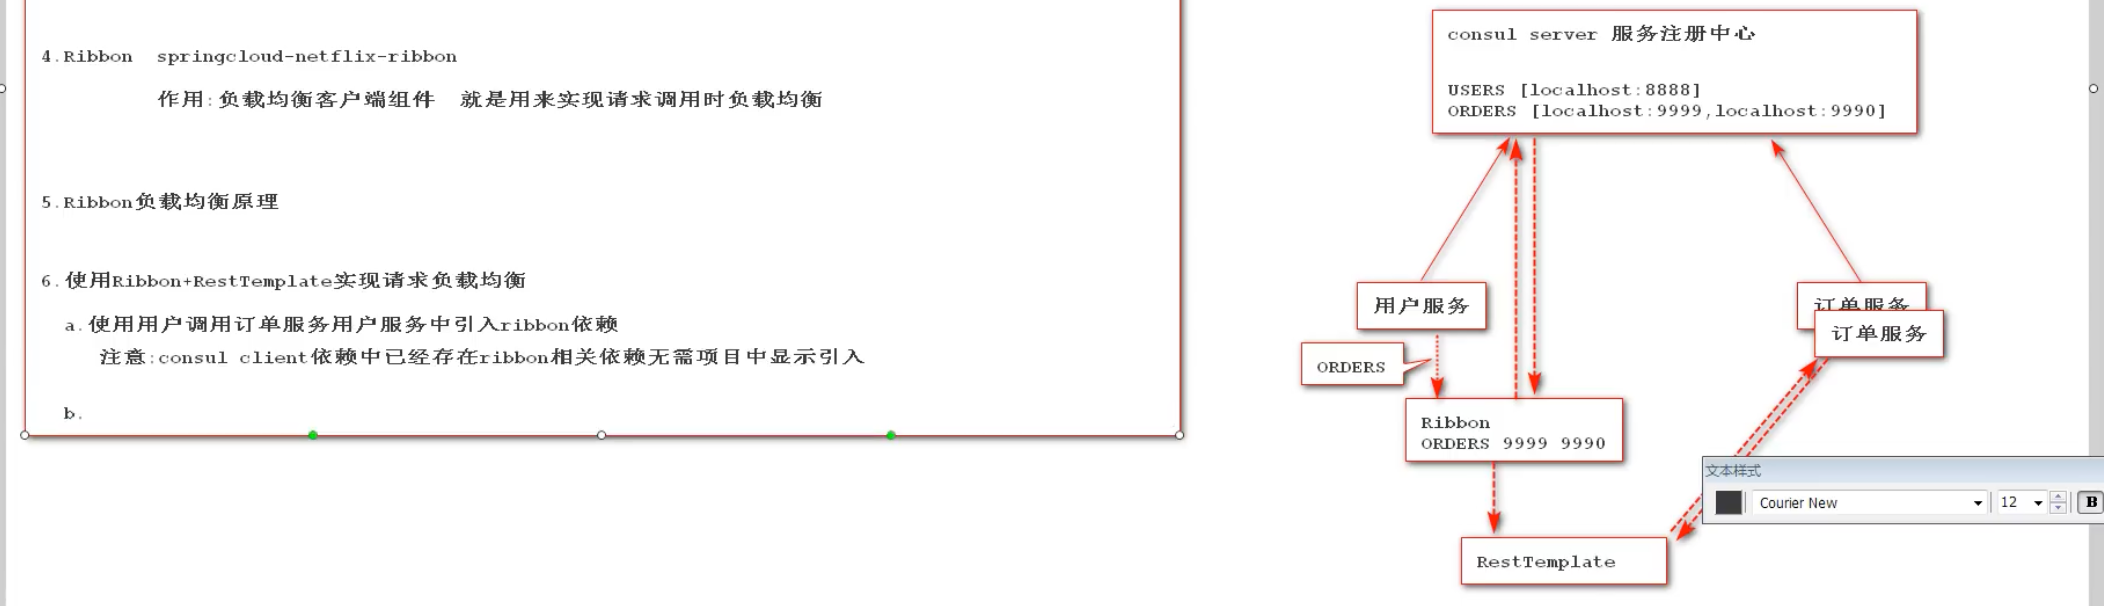 4.Ribbon  springcloud-netflix-ribbon
作用:负载均衡客户端组件  就是用来实现请求调用时负载均衡
5.Ribbon负载均衡原理
6.使用Ribbon+RestTemplate实现请求负载均衡
a.使用用户调用订单服务用户服务中引入ribbon依赖
注意:consul client依赖中已经存在ribbon相关依赖无需项目中显示引入
b.
consul server 服务注册中心
USERS [localhost:8888]
ORDERS [localhost:9999,localhost:9990]
用户服务
订单服务
订单服务
ORDERS
Ribbon
ORDERS 9999 9990
文本样式
Courier New
12
B
RestTemplate